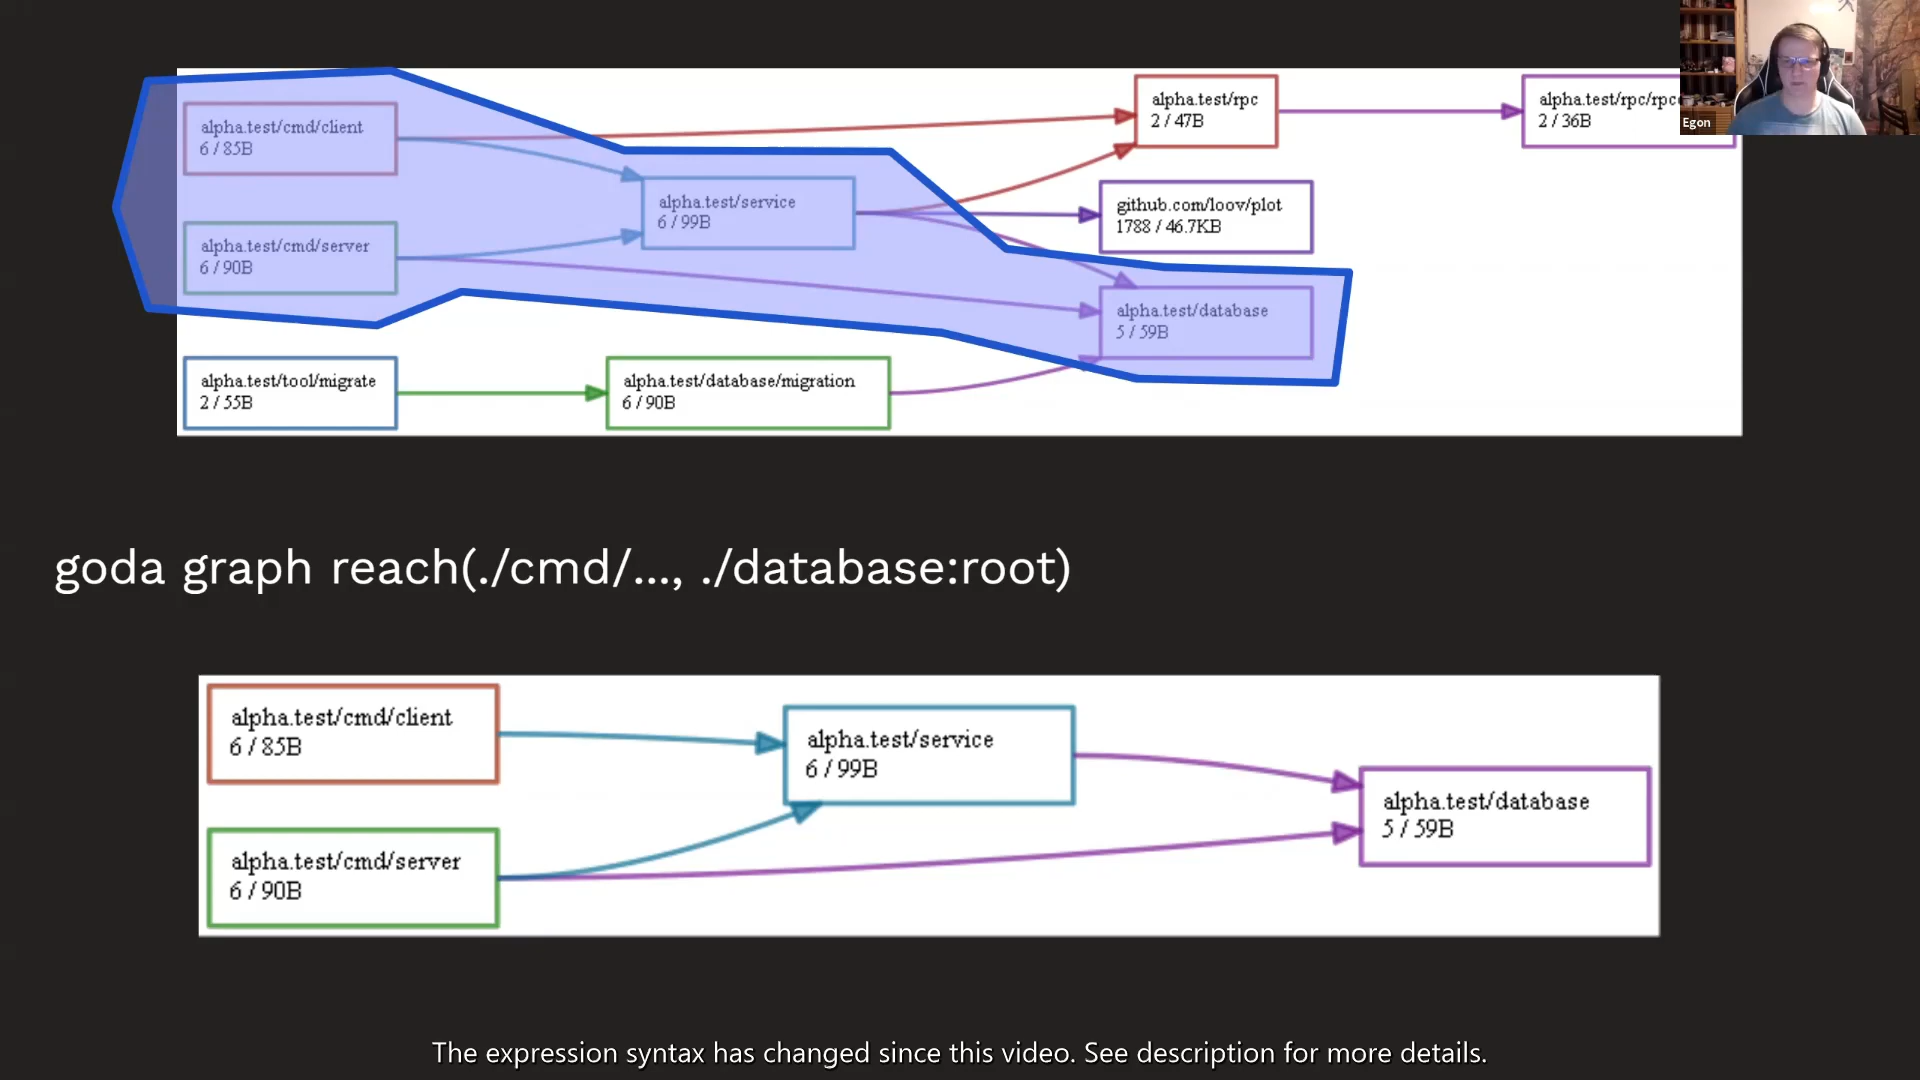 alpha.test/cmd/client
6 / 85B
alpha.test/cmd/server
6 / 90B
alpha.test/tool/migrate
2 / 55B
alpha.test/service
6 / 99B
alpha.test/database/migration
6 / 90B
alpha.test/rpc
2 / 47B
github.com/loov/plot
1788 / 46.7KB
alpha.test/database
5 / 59B
2 / 36B
Egon
goda graph reach(./cmd/..., ./database:root)
alpha.test/cmd/client
6 / 85B
alpha.test/cmd/server
6 / 90B
alpha.test/service
6 / 99B
alpha.test/database
5 / 59B
The expression syntax has changed since this video. See description for more details.